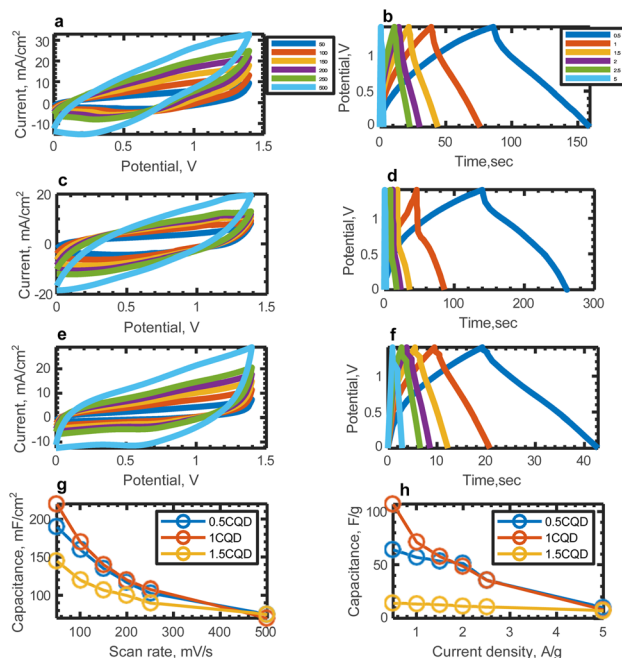 a
b
Current, mA/cm²
30
20
10
0
-10
0
0.5
1
1.5
Potential, V
50
100
150
200
250
500
Potential,V
1
0.5
0
0
50
100
150
Time,sec
0.5
1
1.5
2
2.5
5
c
d
Current, mA/cm²
20
0
-20
0
0.5
1
1.5
Potential, V
Potential,V
1
0.5
0
0
100
200
300
Time,sec
e
f
Current, mA/cm²
20
10
0
-10
0
0.5
1
1.5
Potential, V
Potential,V
1
0.5
0
0
10
20
30
40
Time,sec
g
h
Capacitance, mF/cm²
200
150
100
100
200
300
400
500
Scan rate, mV/s
0.5CQD
1CQD
1.5CQD
Capacitance, F/g
100
50
0
1
2
3
4
5
Current density, A/g
0.5CQD
1CQD
1.5CQD